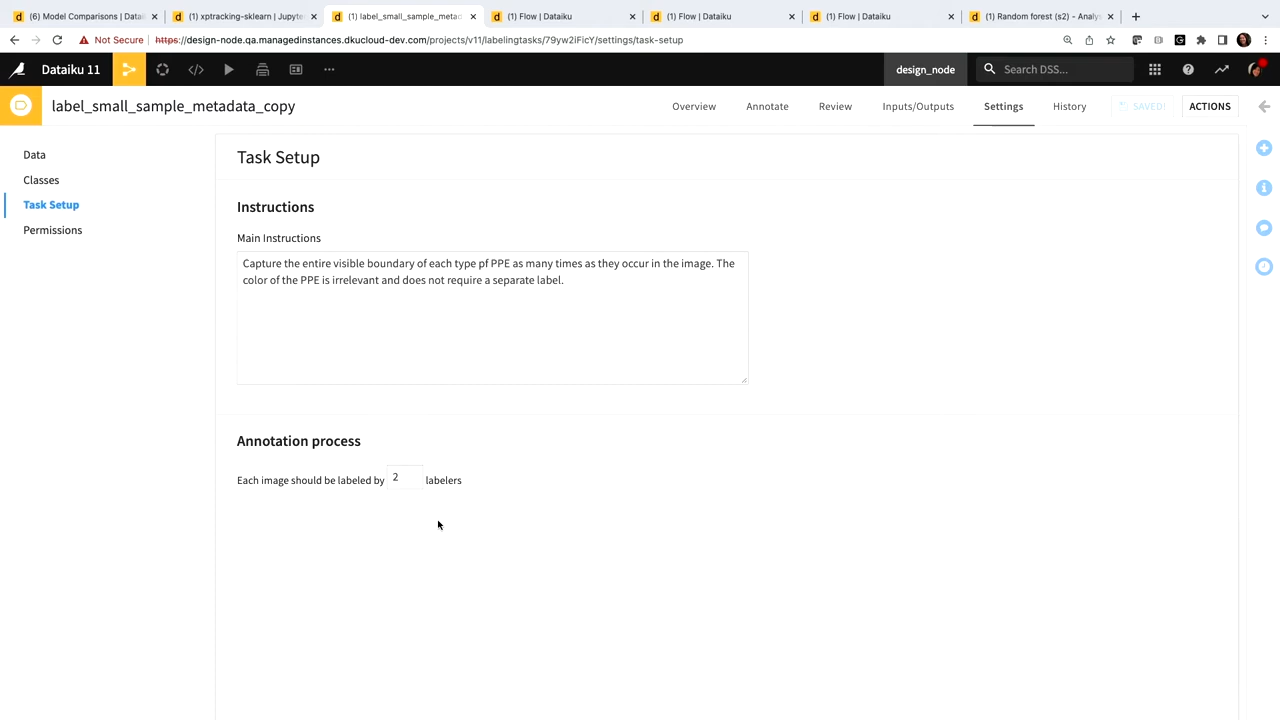 (6) Model Comparisons | Datai
(1) xptracking-sklearn | Jupyte
(1) label_small_sample_metad
(1) Flow | Dataiku
(1) Flow | Dataiku
(1) Flow | Dataiku
(1) Random forest (s2) - Analy
Not Secure
https://design-node.qa.managedinstances.dkucloud-dev.com/projects/v11/labelingtasks/79yw2iFicY/settings/task-setup
Dataiku 11
design_node
Search DSS...
label_small_sample_metadata_copy
Overview
Annotate
Review
Inputs/Outputs
Settings
History
SAVED!
ACTIONS
Data
Classes
Task Setup
Permissions
Task Setup
Instructions
Main Instructions
Capture the entire visible boundary of each type pf PPE as many times as they occur in the image. The
color of the PPE is irrelevant and does not require a separate label.
Annotation process
Each image should be labeled by 2 labelers